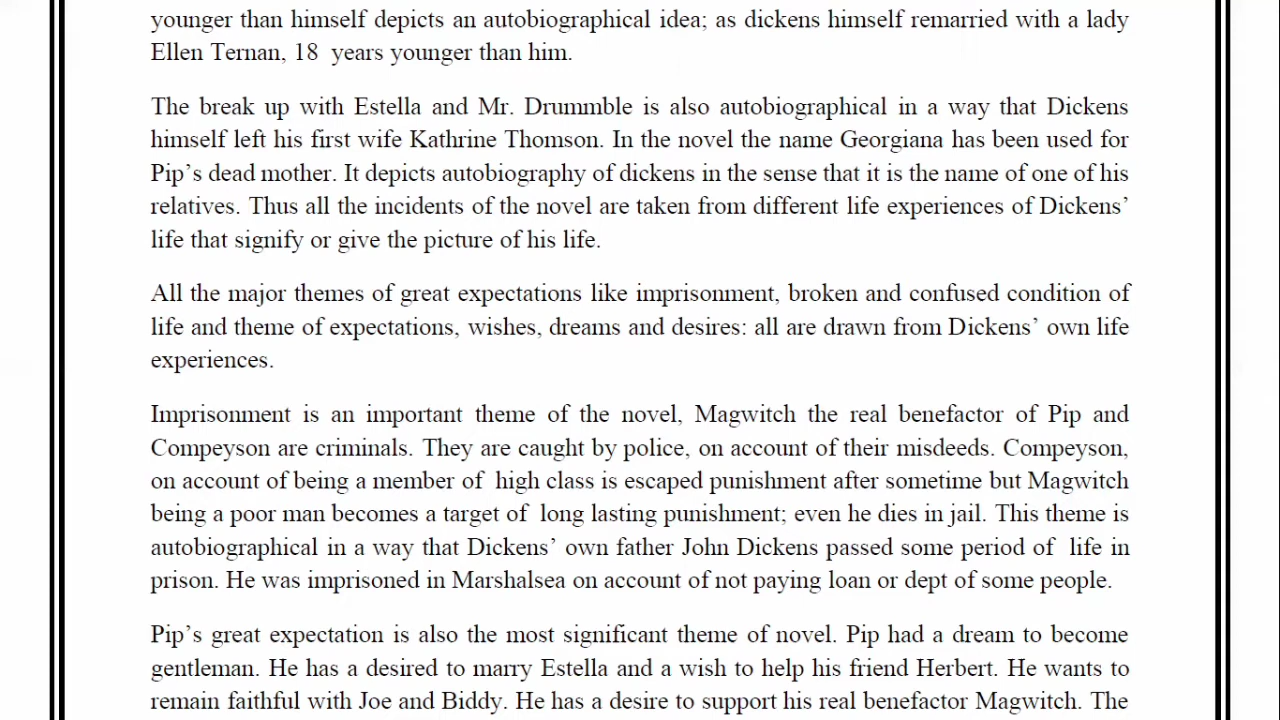 younger than himself depicts an autobiographical idea; as dickens himself remarried with a lady
Ellen Ternan, 18 years younger than him.
The break up with Estella and Mr. Drummble is also autobiographical in a way that Dickens
himself left his first wife Kathrine Thomson. In the novel the name Georgiana has been used for
Pip's dead mother. It depicts autobiography of dickens in the sense that it is the name of one of his
relatives. Thus all the incidents of the novel are taken from different life experiences of Dickens'
life that signify or give the picture of his life.
All the major themes of great expectations like imprisonment, broken and confused condition of
life and theme of expectations, wishes, dreams and desires: all are drawn from Dickens' own life
experiences.
Imprisonment is an important theme of the novel, Magwitch the real benefactor of Pip and
Compeyson are criminals. They are caught by police, on account of their misdeeds. Compeyson,
on account of being a member of high class is escaped punishment after sometime but Magwitch
being a poor man becomes a target of long lasting punishment; even he dies in jail. This theme is
autobiographical in a way that Dickens' own father John Dickens passed some period of life in
prison. He was imprisoned in Marshalsea on account of not paying loan or dept of some people.
Pip's great expectation is also the most significant theme of novel. Pip had a dream to become
gentleman. He has a desired to marry Estella and a wish to help his friend Herbert. He wants to
remain faithful with Joe and Biddy. He has a desire to support his real benefactor Magwitch. The